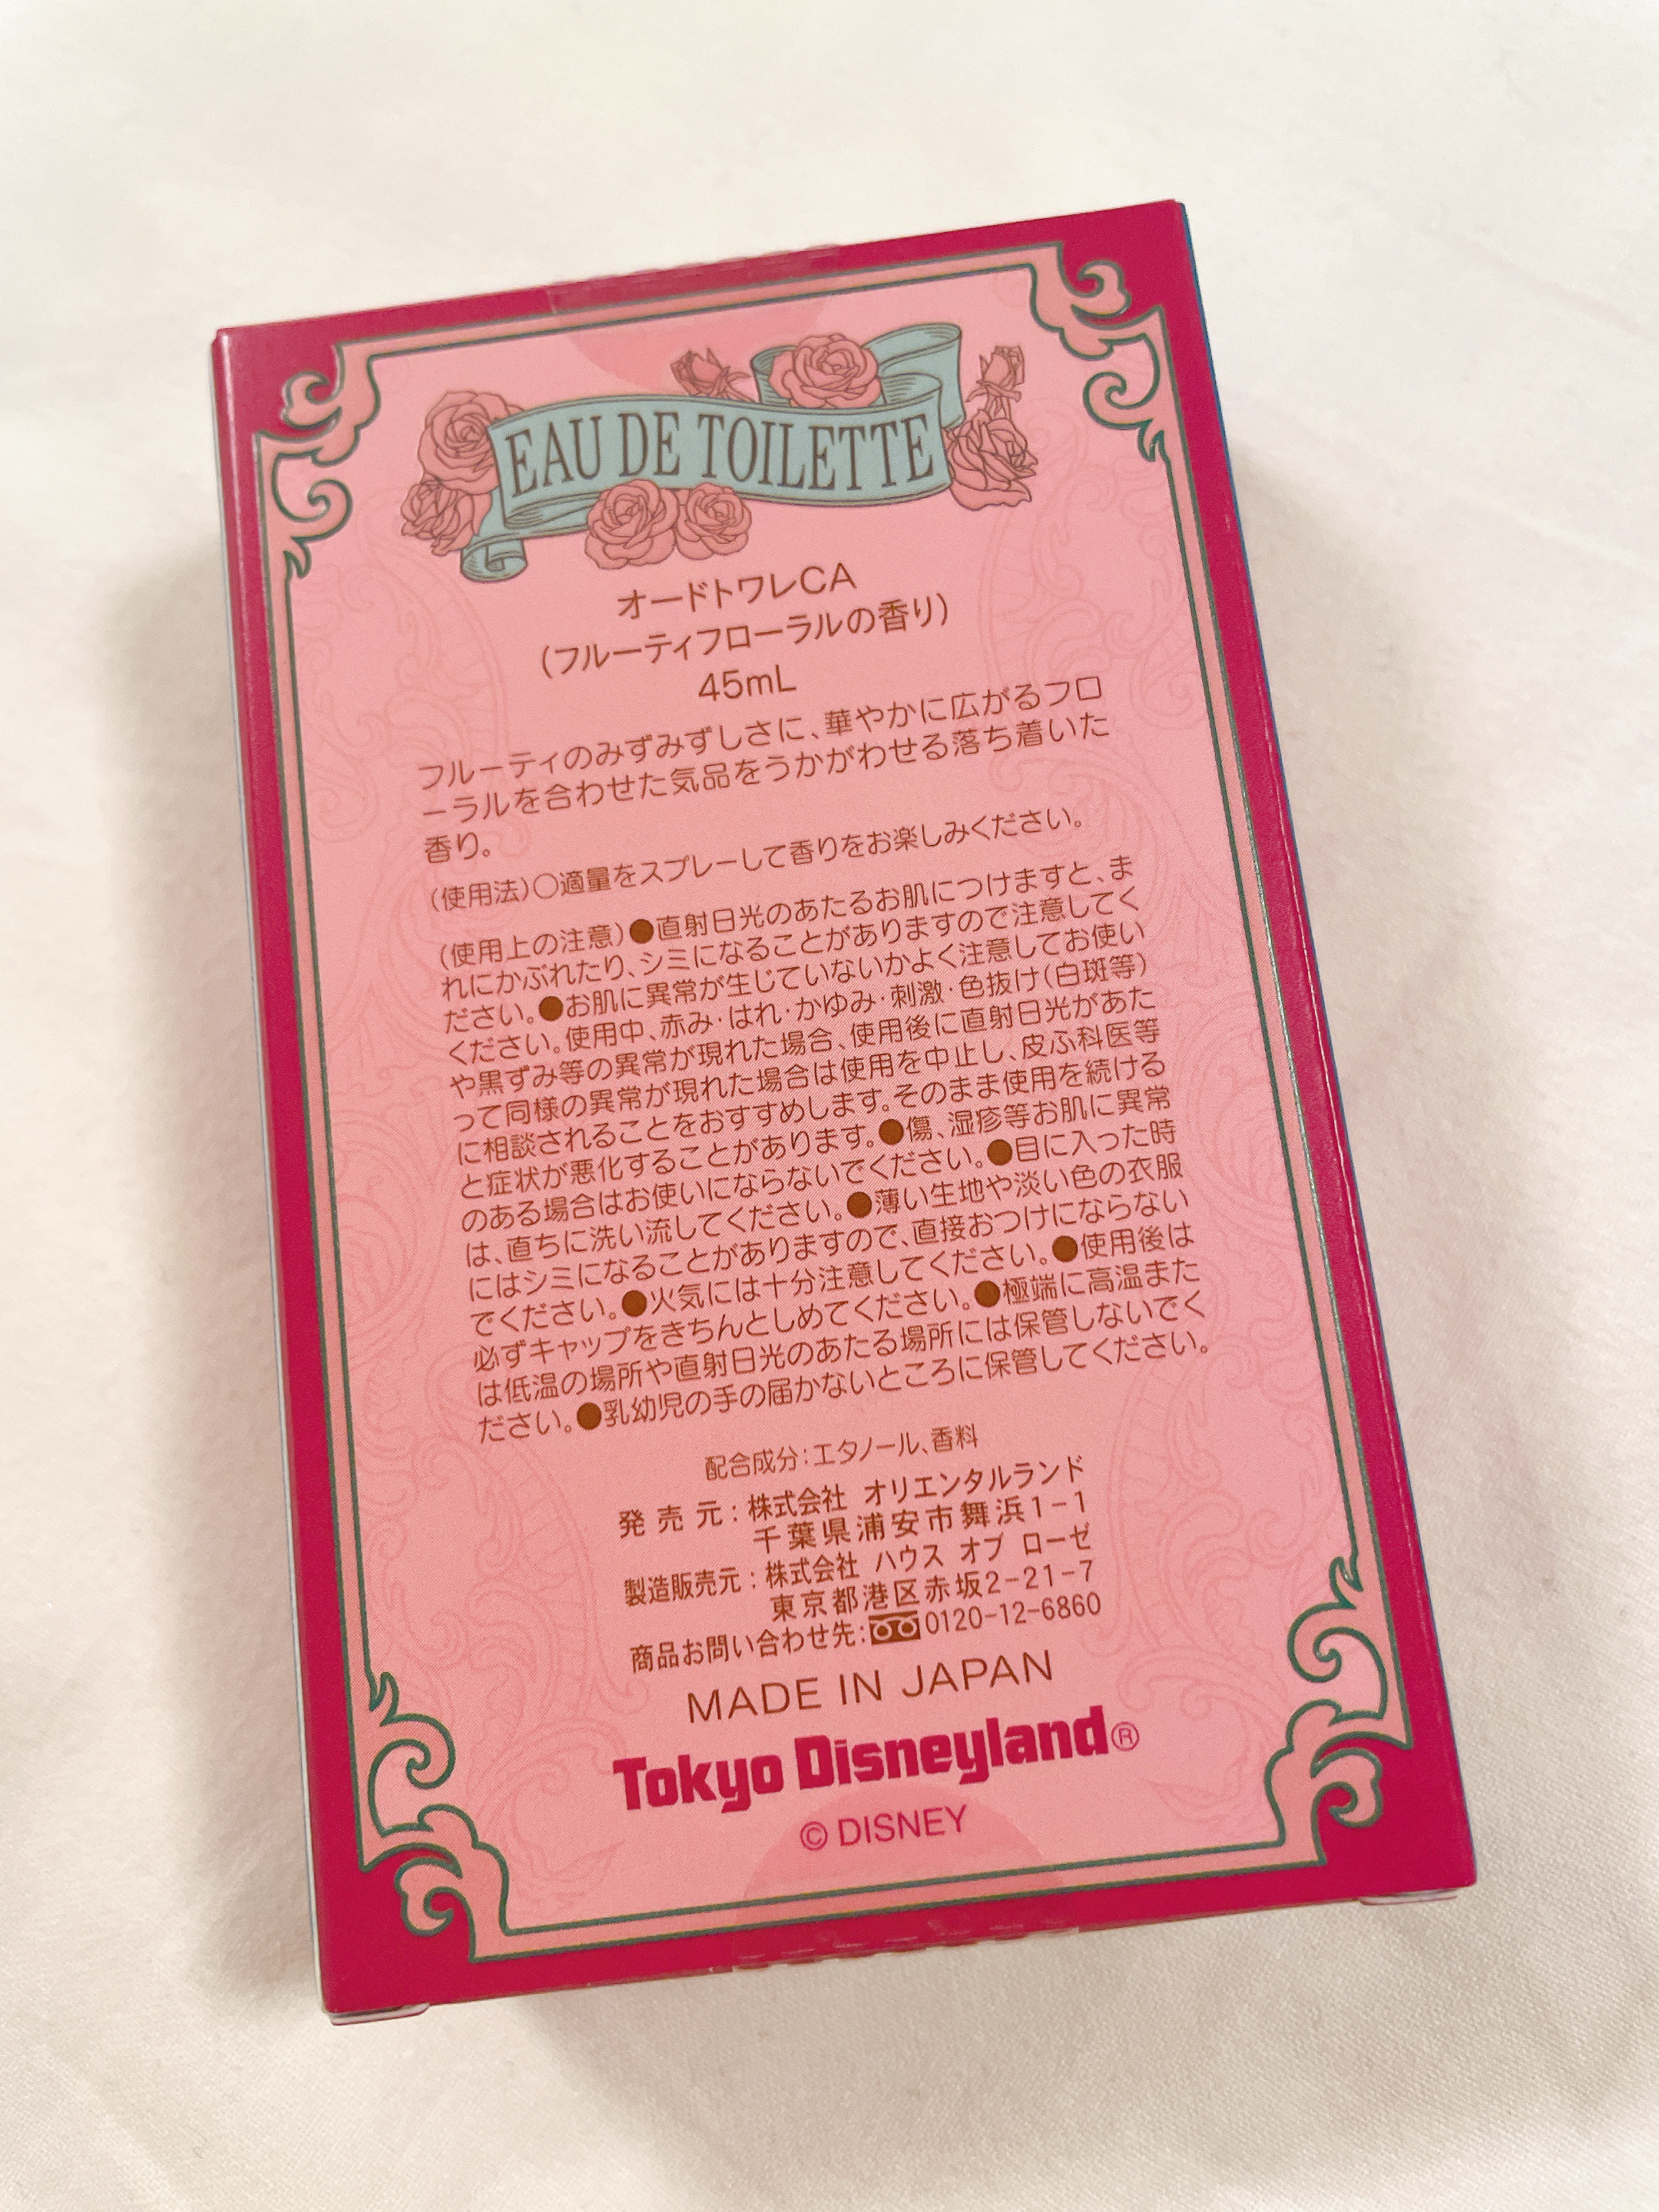 EAU DE TOILETTE
オードトワレCA
(フルーティフローラルの香り)
45mL
フルーティのみずみずしさに、華やかに広がるフロ
ーラルを合わせた気品をうかがわせる落ち着いた
香り。
(使用法)○適量をスプレーして香りをお楽しみください。
(使用上の注意)●直射日光のあたるお肌につけますと、ま
れにかぶれたり、シミになることがありますので注意してく
ださい。●お肌に異常が生じていないかよく注意してお使い
ください。使用中、赤み・はれ・かゆみ・刺激・色抜け(白斑等)
や黒ずみ等の異常が現れた場合、使用後に直射日光があた
って同様の異常が現れた場合は使用を中止し、皮ふ科医等
に相談されることをおすすめします。そのまま使用を続ける
と症状が悪化することがあります。●傷、湿疹等お肌に異常
のある場合はお使いにならないでください。●目に入った時
は、直ちに洗い流してください。●薄い生地や淡い色の衣服
にはシミになることがありますので、直接おつけにならない
でください。●火気には十分注意してください。●使用後は
必ずキャップをきちんとしめてください。●極端に高温また
は低温の場所や直射日光のあたる場所には保管しないでく
ださい。●乳幼児の手の届かないところに保管してください。
配合成分:エタノール、香料
発売元:株式会社 オリエンタルランド
千葉県浦安市舞浜1-1
製造販売元:株式会社 ハウス オブ ローゼ
東京都港区赤坂2-21-7
商品お問い合わせ先:0120-12-6860
MADE IN JAPAN
Tokyo Disneyland®
© DISNEY